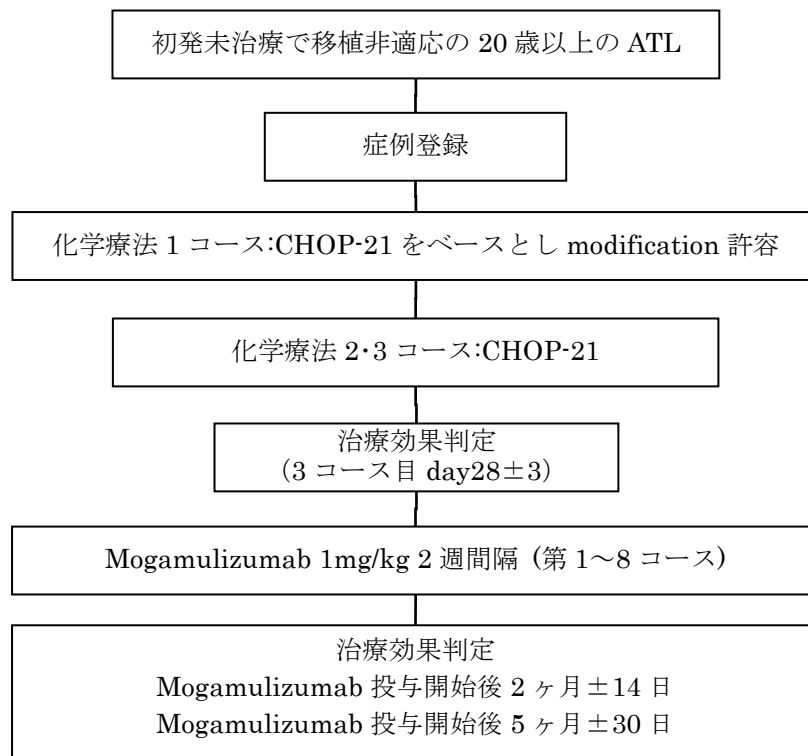 初発未治療で移植非適応の 20 歳以上の ATL
症例登録
化学療法 1 コース:CHOP-21 をベースとし modification 許容
化学療法 2・3 コース:CHOP-21
治療効果判定
(3 コース目 day28±3)
Mogamulizumab 1mg/kg 2 週間隔 (第 1～8 コース)
治療効果判定
Mogamulizumab 投与開始後 2 ヶ月±14 日
Mogamulizumab 投与開始後 5 ヶ月±30 日